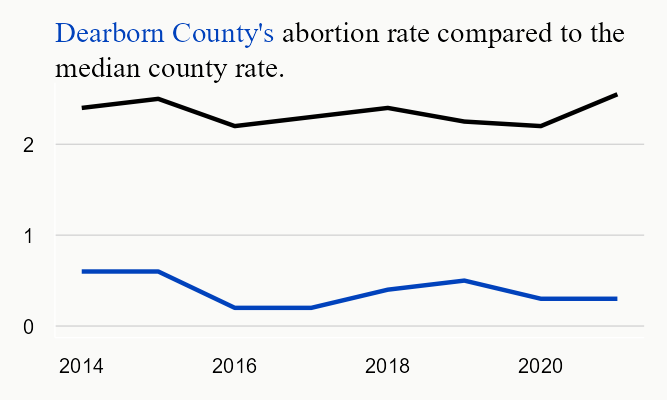 Dearborn County's abortion rate compared to the
median county rate.
2
1
0
2014 2016 2018 2020